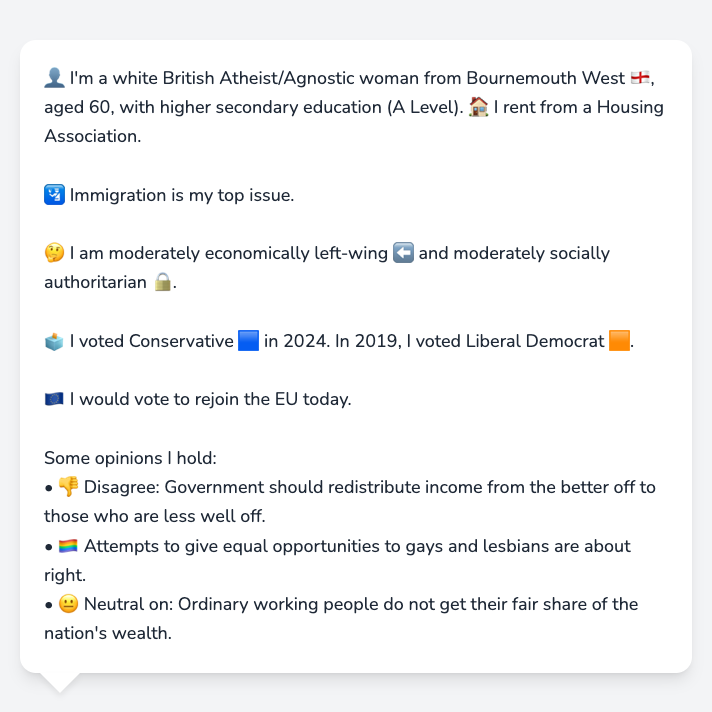 👤 I'm a white British Atheist/Agnostic woman from Bournemouth West 🏴󠁧󠁢󠁥󠁮󠁧󠁿,
aged 60, with higher secondary education (A Level). 🏠 I rent from a Housing
Association.
🛂 Immigration is my top issue.
🤔 I am moderately economically left-wing ⬅️ and moderately socially
authoritarian 🔒.
🗳️ I voted Conservative 🟦 in 2024. In 2019, I voted Liberal Democrat 🟧.
🇪🇺 I would vote to rejoin the EU today.
Some opinions I hold:
• 👎 Disagree: Government should redistribute income from the better off to
those who are less well off.
• 🏳️‍🌈 Attempts to give equal opportunities to gays and lesbians are about
right.
• 😐 Neutral on: Ordinary working people do not get their fair share of the
nation's wealth.